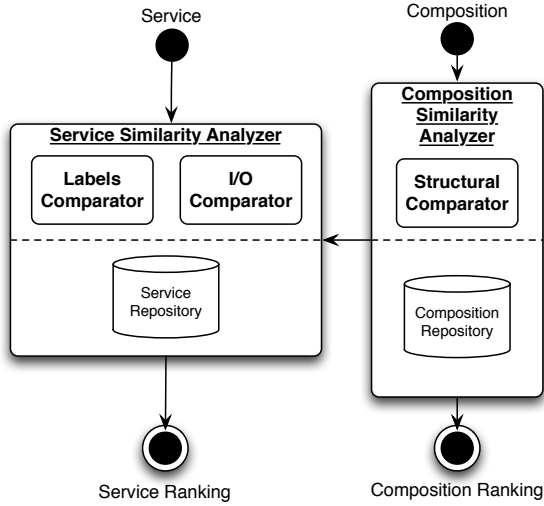 Service
Composition
Service Similarity Analyzer
Labels
Comparator
I/O
Comparator
Service
Repository
Composition
Similarity
Analyzer
Structural
Comparator
Composition
Repository
Service Ranking
Composition Ranking